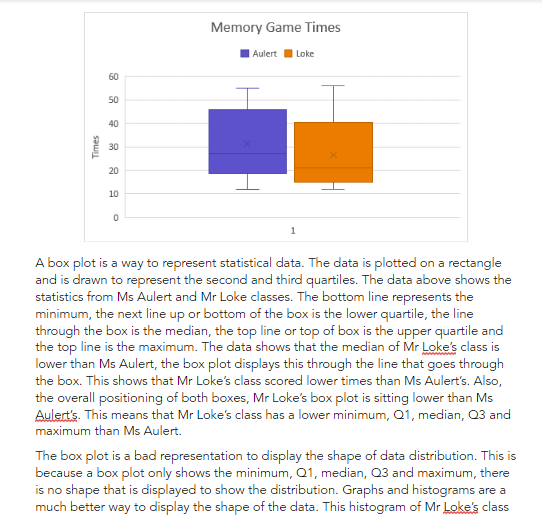 Memory Game Times
Aulert Loke
60
50
40
30
20
10
0
Times
1
A box plot is a way to represent statistical data. The data is plotted on a rectangle
and is drawn to represent the second and third quartiles. The data above shows the
statistics from Ms Aulert and Mr Loke classes. The bottom line represents the
minimum, the next line up or bottom of the box is the lower quartile, the line
through the box is the median, the top line or top of box is the upper quartile and
the top line is the maximum. The data shows that the median of Mr Loke's class is
lower than Ms Aulert, the box plot displays this through the line that goes through
the box. This shows that Mr Loke's class scored lower times than Ms Aulert's. Also,
the overall positioning of both boxes, Mr Loke's box plot is sitting lower than Ms
Aulert's. This means that Mr Loke's class has a lower minimum, Q1, median, Q3 and
maximum than Ms Aulert.
The box plot is a bad representation to display the shape of data distribution. This is
because a box plot only shows the minimum, Q1, median, Q3 and maximum, there
is no shape that is displayed to show the distribution. Graphs and histograms are a
much better way to display the shape of the data. This histogram of Mr Loke's class